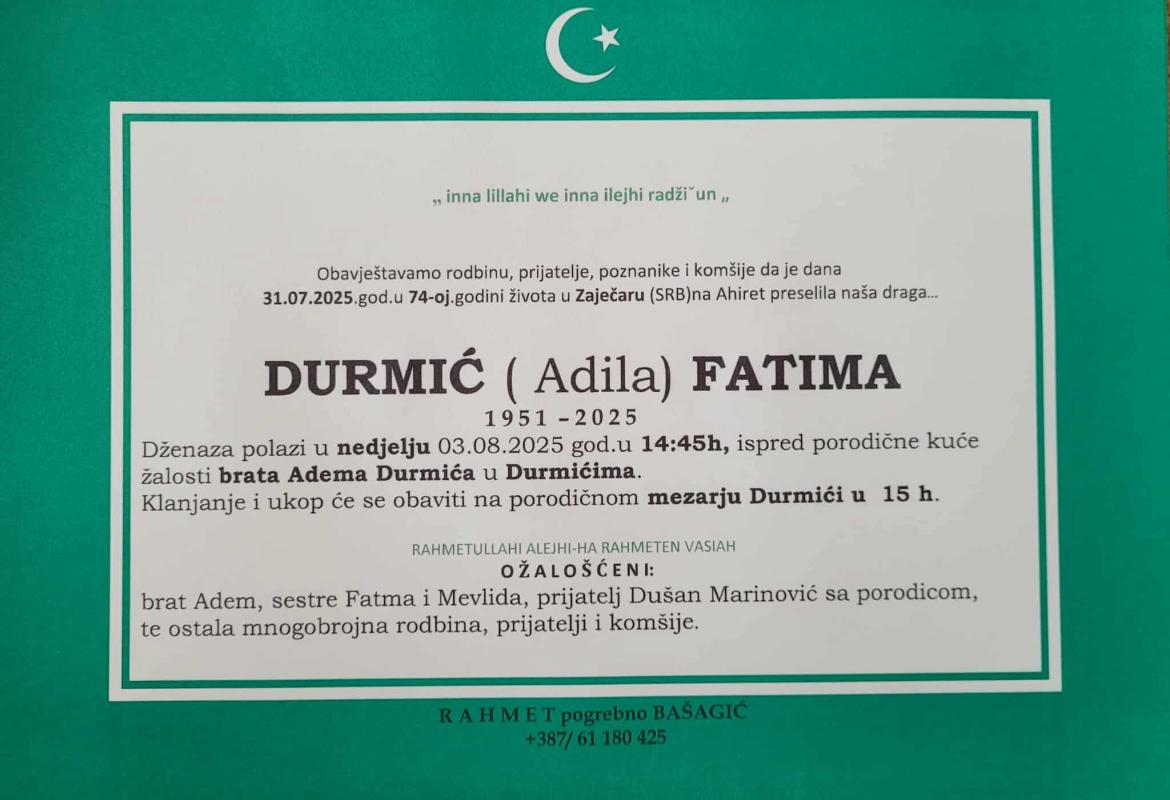 „ inna lillahi we inna ilejhi radžiˇun „
Obavještavamo rodbinu, prijatelje, poznanike i komšije da je dana
31.07.2025.god.u 74-oj.godini života u Zaječaru (SRB)na Ahiret preselila naša draga...
DURMIĆ ( Adila) FATIMA
1951 –2025
Dženaza polazi u nedjelju 03.08.2025 god.u 14:45h, ispred porodične kuće
žalosti brata Adema Durmića u Durmićima.
Klanjanje i ukop će se obaviti na porodičnom mezarju Durmići u 15 h.
RAHMETULLAHI ALEJHI-HA RAHMETEN VASIAH
OŽALOŠĆENI:
brat Adem, sestre Fatma i Mevlida, prijatelj Dušan Marinović sa porodicom,
te ostala mnogobrojna rodbina, prijatelji i komšije.
R A H M E T pogrebno BAŠAGIĆ
+387/ 61 180 425